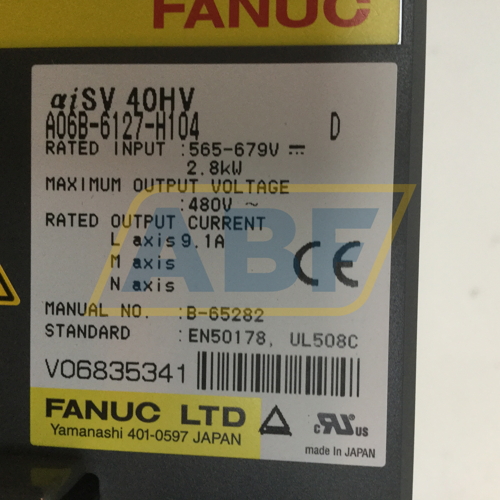 FANUC
αiSV 40HV
A06B-6127-H104 D
RATED INPUT :565-679V ⎓
2.8kW
MAXIMUM OUTPUT VOLTAGE
:480V ~
RATED OUTPUT CURRENT
L axis 9.1A
M axis
N axis
CE
MANUAL NO. :B-65282
STANDARD :EN50178, UL508C
V06835341
FANUC LTD
Yamanashi 401-0597 JAPAN
c RU us
made in JAPAN
ABF